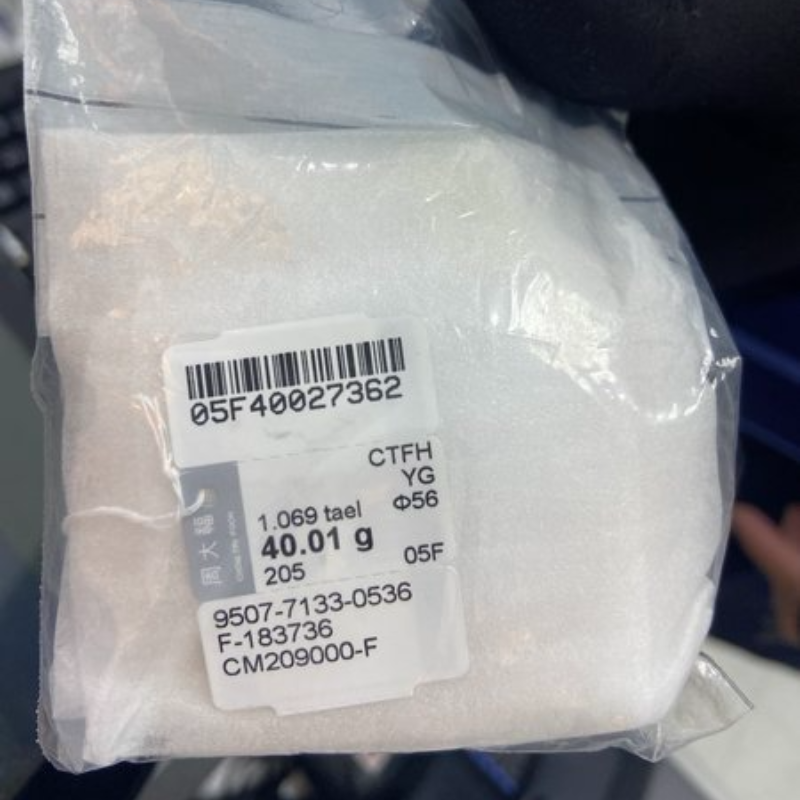 05F40027362
CTFH
YG
1.069 tael Φ56
40.01 g
205 05F
周大福
9507-7133-0536
F-183736
CM209000-F